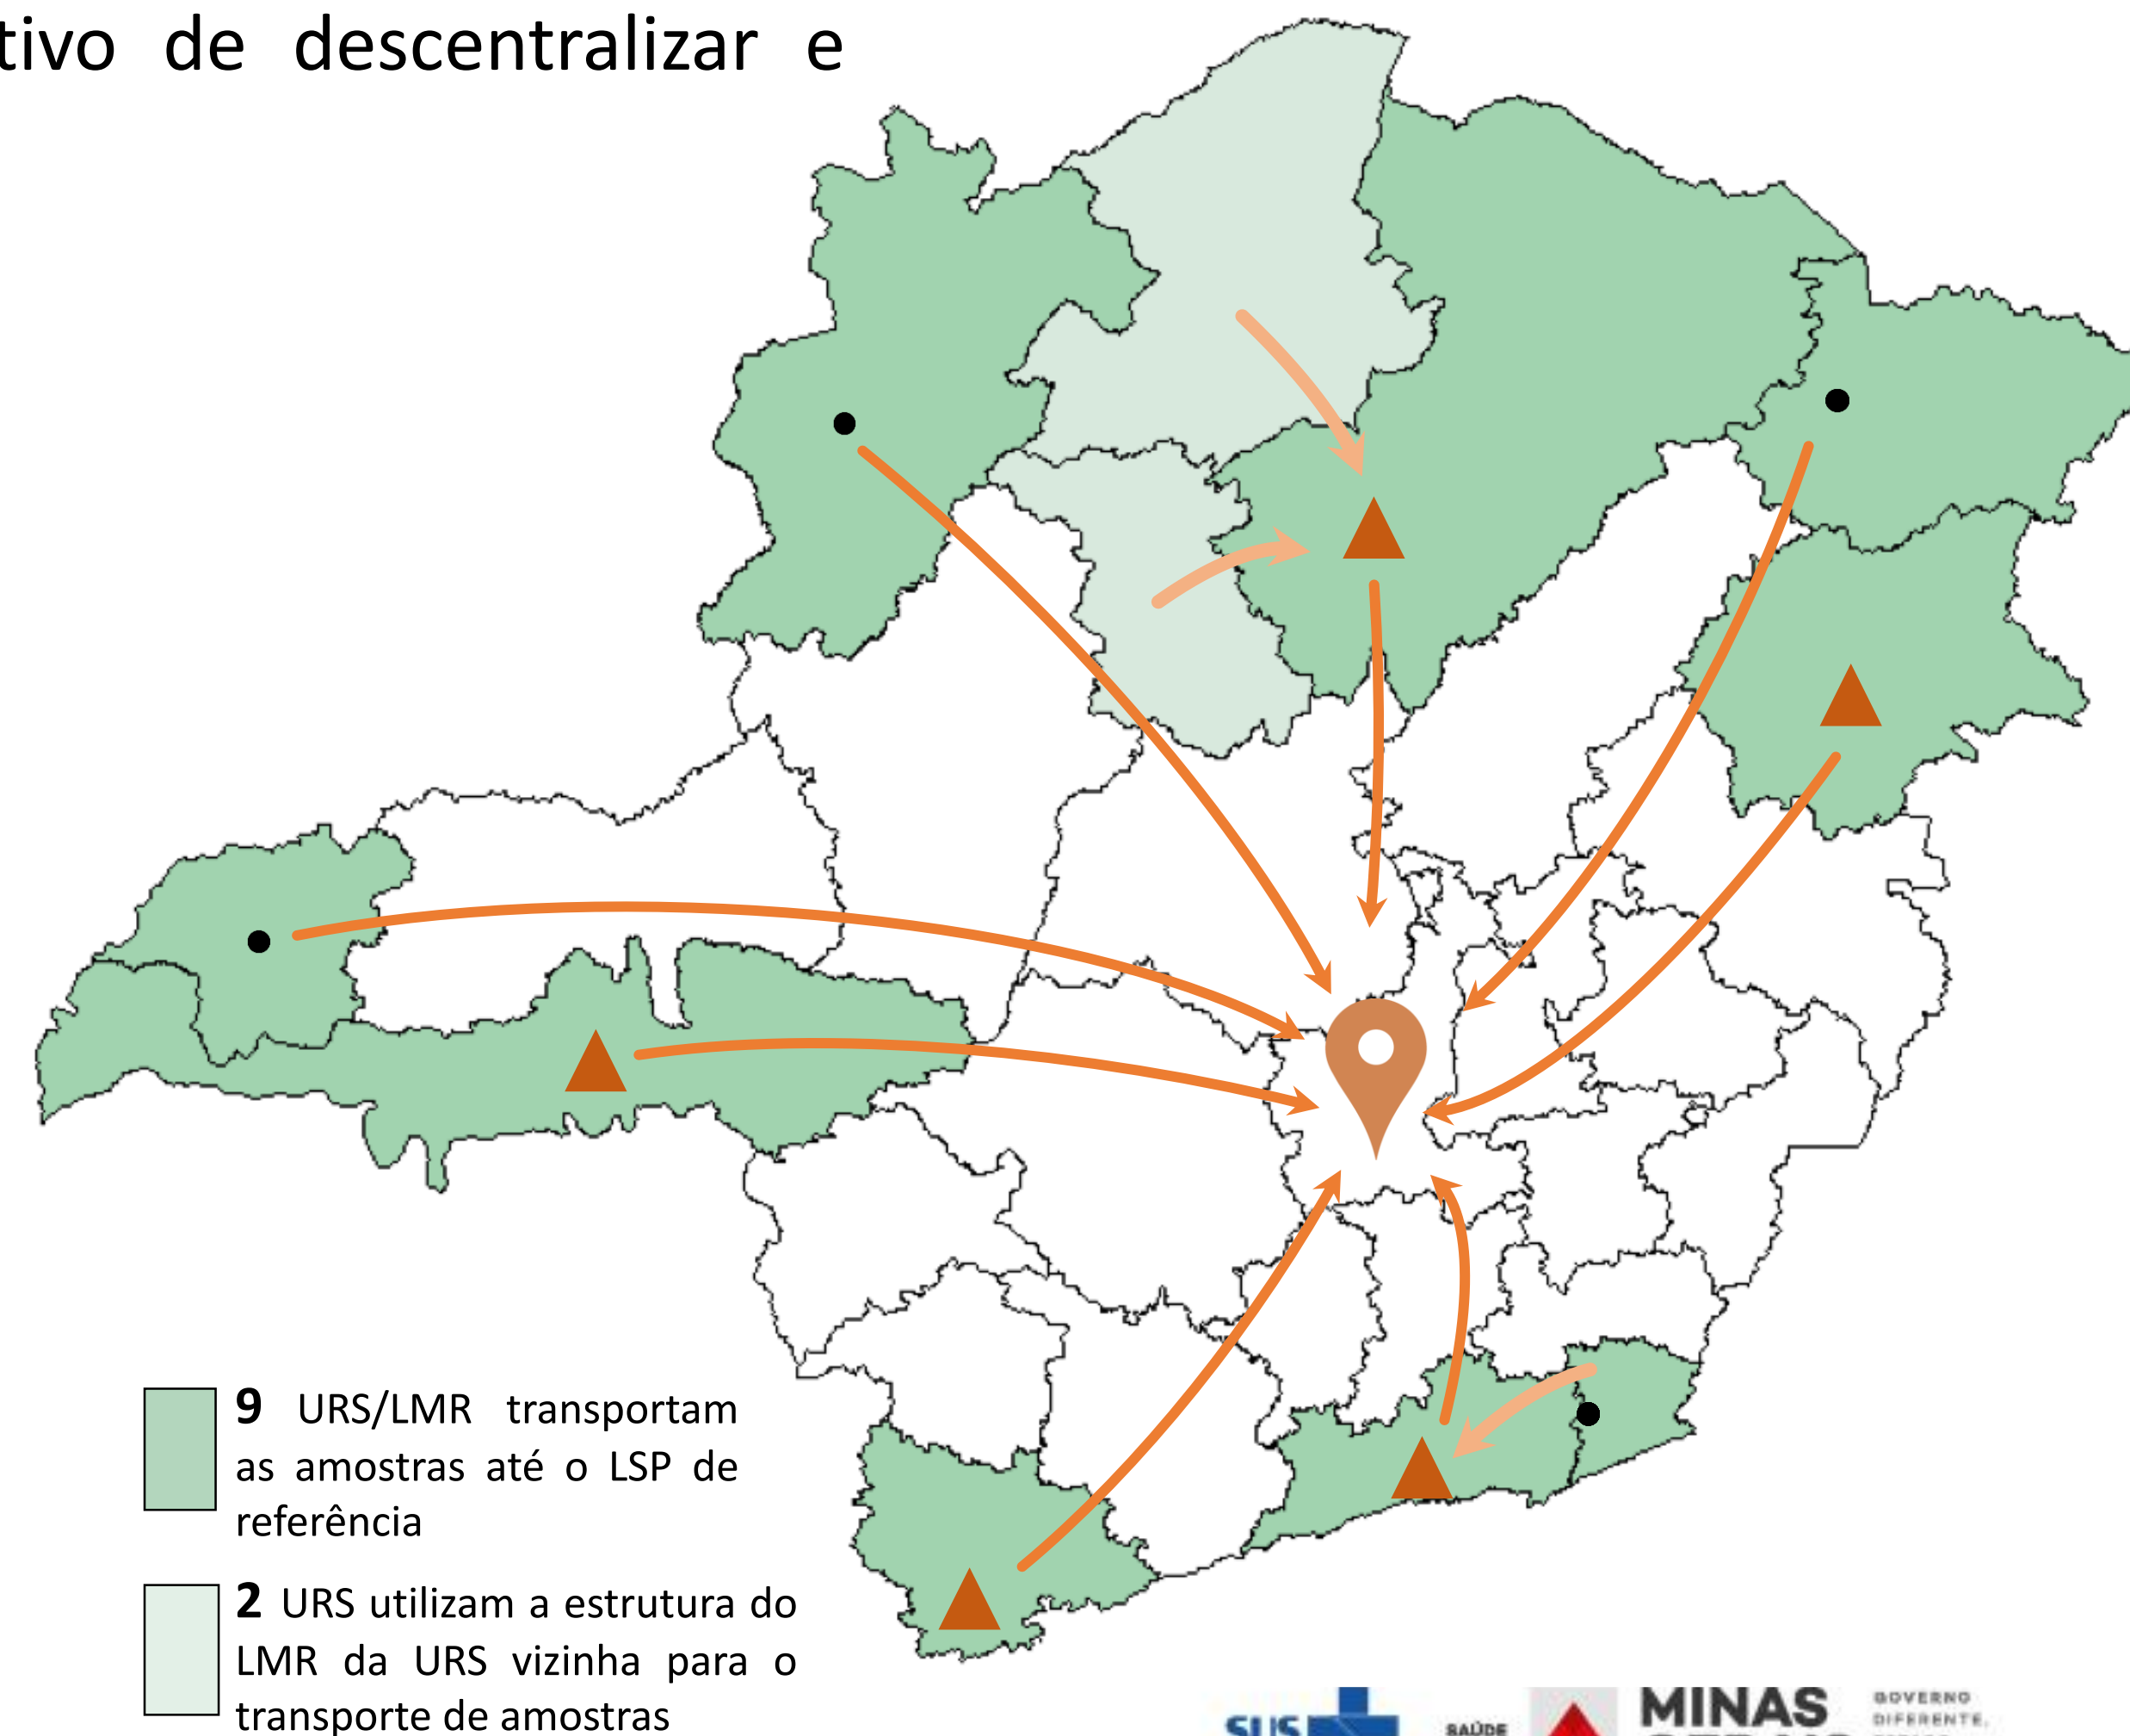 tivo de descentralizar e
9 URS/LMR transportam
as amostras até o LSP de
referência
2 URS utilizam a estrutura do
LMR da URS vizinha para o
transporte de amostras
SUS
SAÚDE
MINAS
GERAIS
GOVERNO
DIFERENTE.